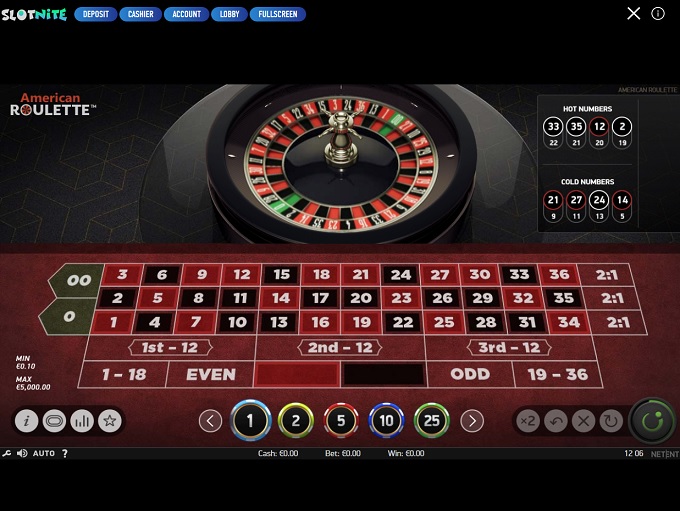 SLOTNITE DEPOSIT CASHIER ACCOUNT LOBBY FULLSCREEN
AMERICAN ROULETTE
American
ROULETTE™
HOT NUMBERS
33 35 12 2
22 21 20 19
COLD NUMBERS
21 27 24 14
9 11 13 5
00 3 6 9 12 15 18 21 24 27 30 33 36 2:1
2 5 8 11 14 17 20 23 26 29 32 35 2:1
0 1 4 7 10 13 16 19 22 25 28 31 34 2:1
1st - 12 2nd - 12 3rd - 12
1 - 18 EVEN ODD 19 - 36
MIN
€0.10
MAX
€5,000.00
1 2 5 10 25 ×2
AUTO ? Cash: €0.00 Bet: €0.00 Win: €0.00 12 06 NETENT